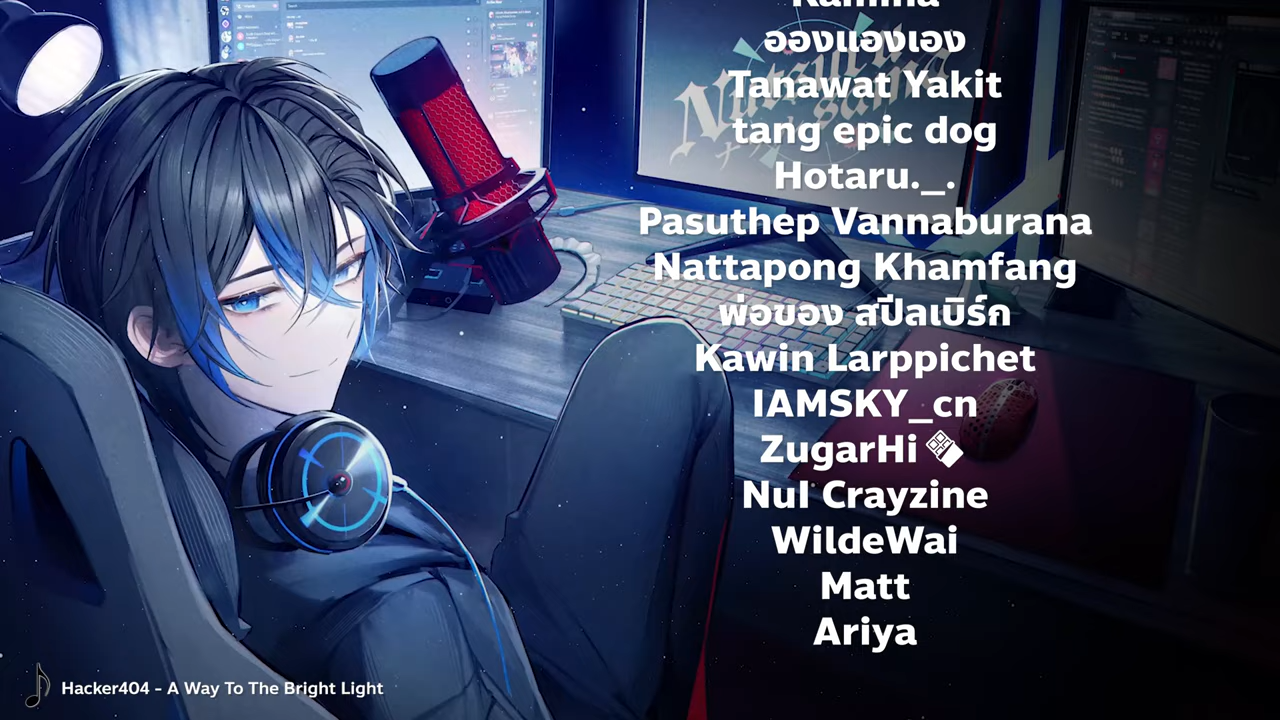 Kamina
อองแองเอง
Tanawat Yakit
tang epic dog
Hotaru._.
Pasuthep Vannaburana
Nattapong Khamfang
พ่อของ สปีลเบิร์ก
Kawin Larppichet
IAMSKY_cn
ZugarHi
Nul Crayzine
WildeWai
Matt
Ariya
Hacker404 - A Way To The Bright Light